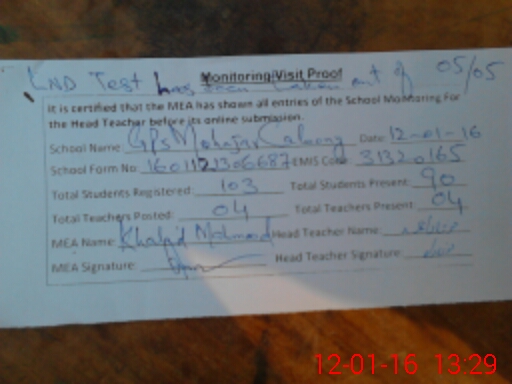 LND Test has been taken out of 05/05
Monitoring/Visit Proof
It is certified that the MEA has shown all entries of the School Monitoring For
the Head Teacher before its online submission.
School Name: GPS Mohajar Colony Date: 12-01-16
School Form No: 1601121306687 EMIS Code: 31320165
Total Students Registered: 103 Total Students Present: 90
Total Teachers Posted: 04 Total Teachers Present: 04
MEA Name: Khalid Mahmood Head Teacher Name:
MEA Signature: Head Teacher Signature:
12-01-16 13:29